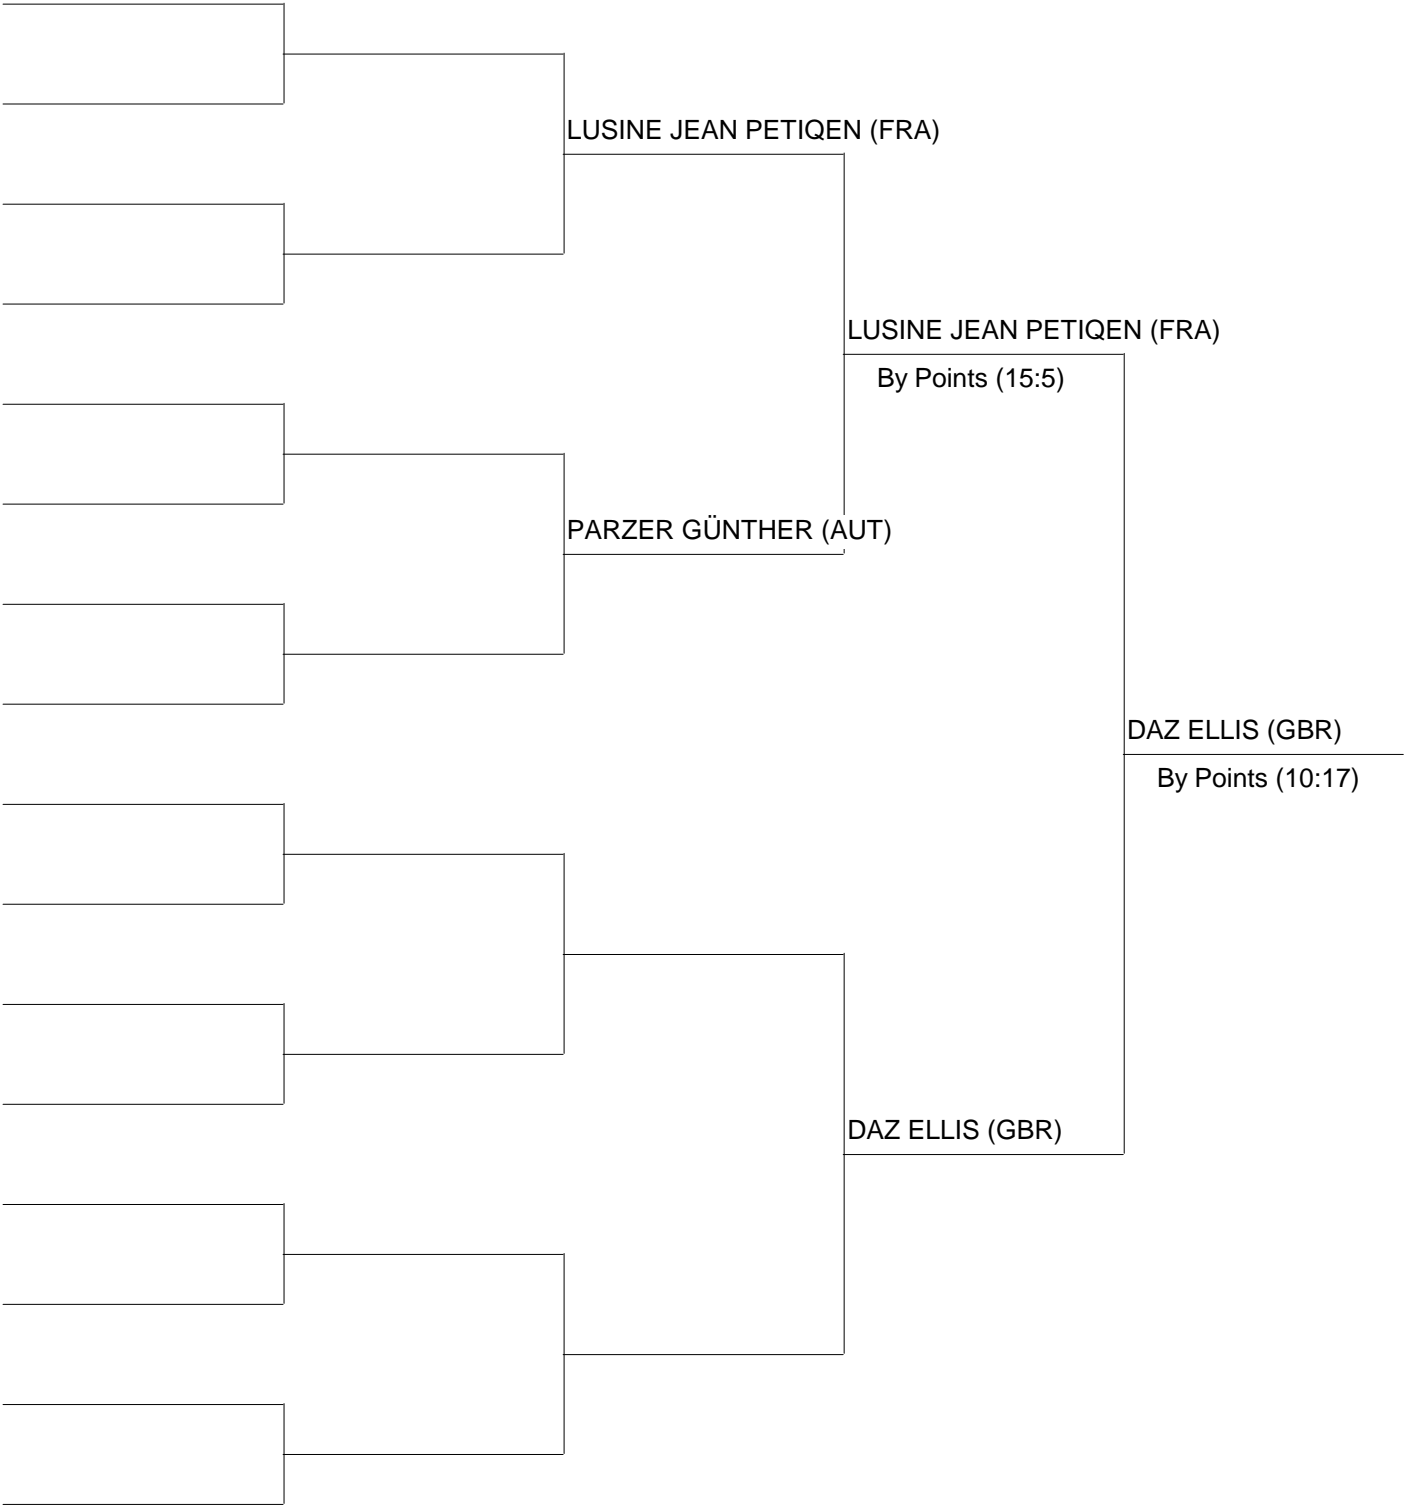 LUSINE JEAN PETIQEN (FRA)
LUSINE JEAN PETIQEN (FRA)
By Points (15:5)
PARZER GÜNTHER (AUT)
DAZ ELLIS (GBR)
By Points (10:17)
DAZ ELLIS (GBR)